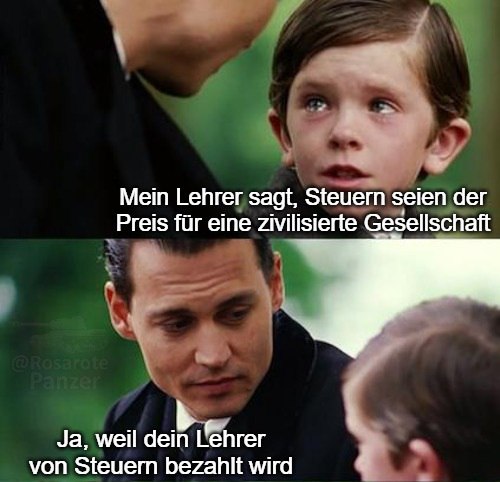 Mein Lehrer sagt, Steuern seien der
Preis für eine zivilisierte Gesellschaft
@Rosarote
Panzer
Ja, weil dein Lehrer
von Steuern bezahlt wird